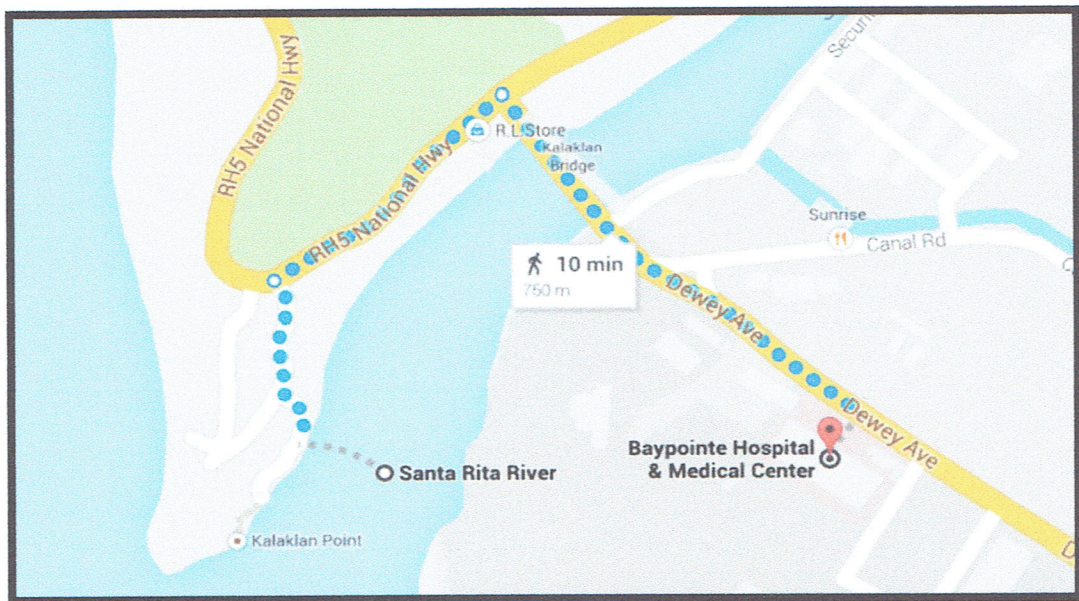 Security
RH5 National Hwy
R.L.Store
Kalaklan
Bridge
RH5 National Hwy
Sunrise
Canal Rd
10 min
750 m
Dewey Ave
Dewey Ave
Baypointe Hospital
& Medical Center
Santa Rita River
Kalaklan Point